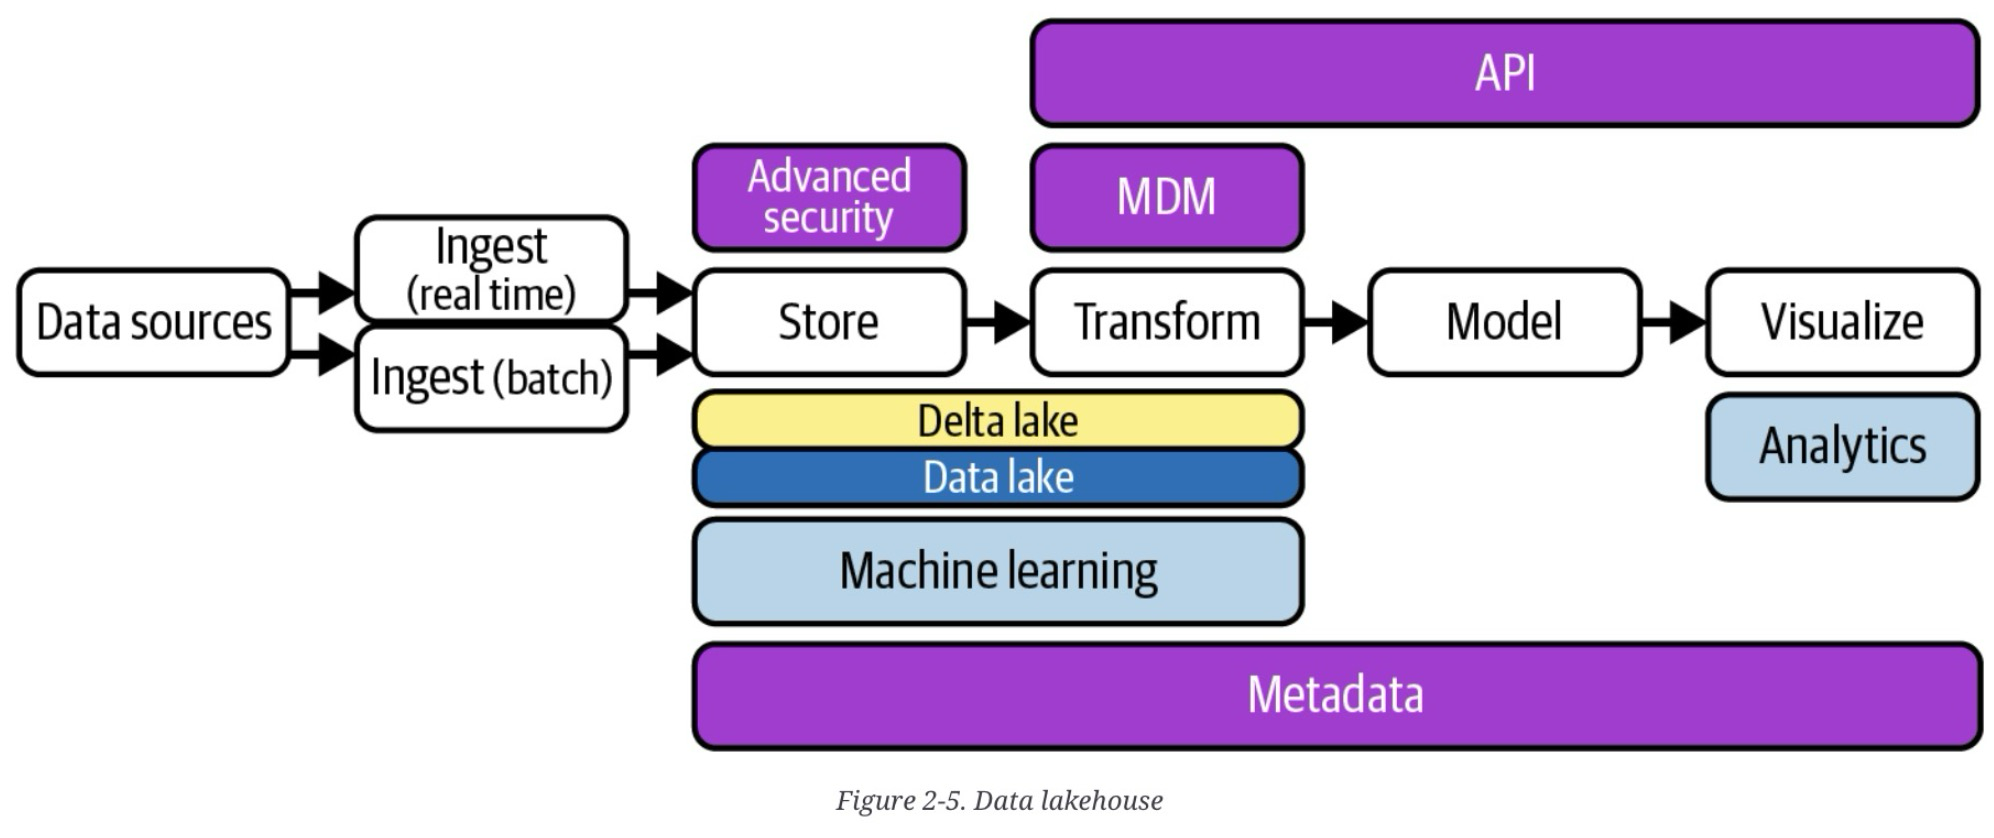 API
Advanced
security
MDM
Data sources
Ingest
(real time)
Ingest (batch)
Store
Transform
Model
Visualize
Delta lake
Data lake
Analytics
Machine learning
Metadata
Figure 2-5. Data lakehouse